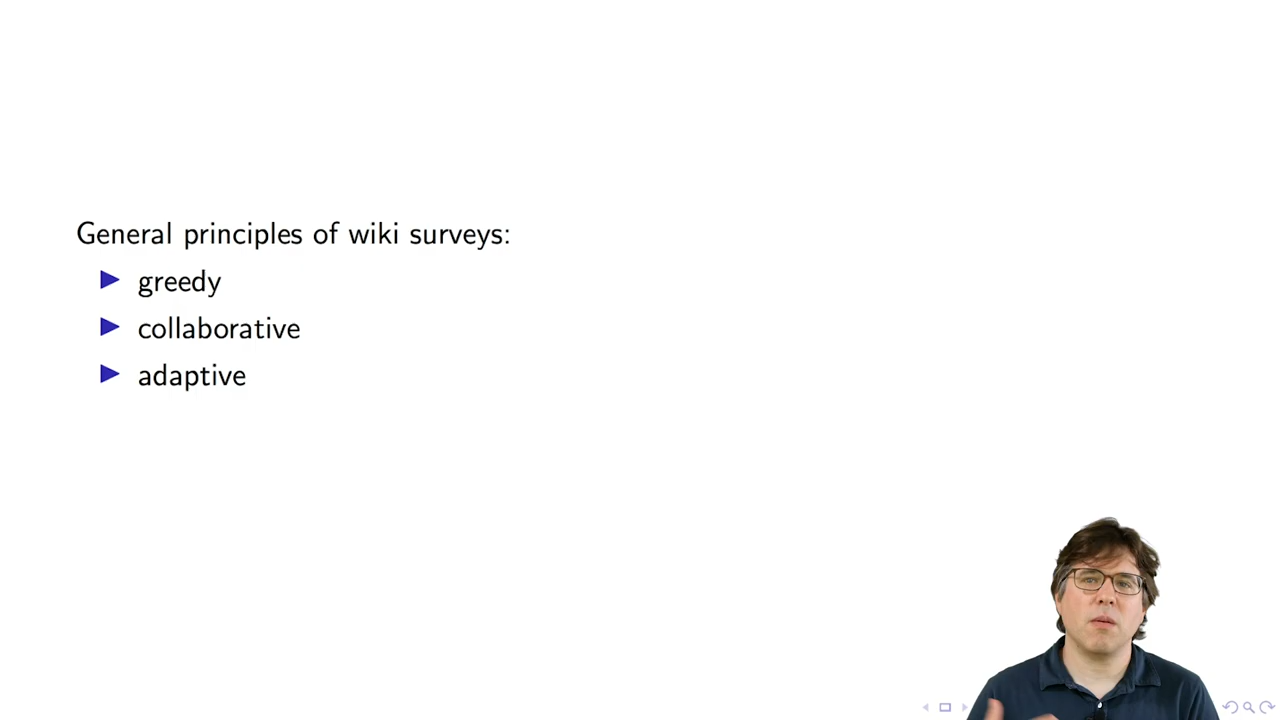 General principles of wiki surveys:
greedy
collaborative
adaptive